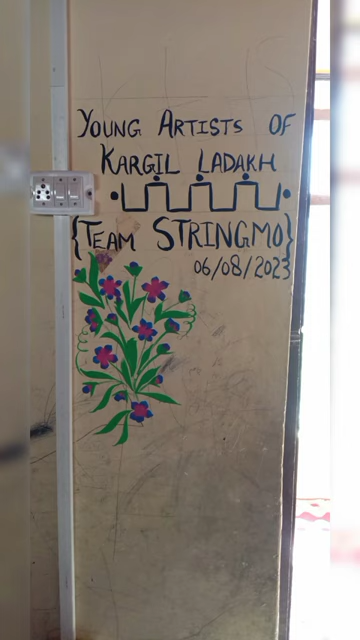 YOUNG ARTISTS OF
KARGIL LADAKH
{TEAM STRINGMO}
06/08/2023